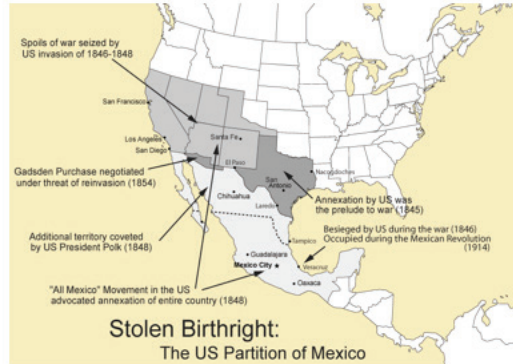 Spoils of war seized by
US invasion of 1846-1848
San Francisco
Los Angeles
San Diego
Santa Fe
El Paso
Nacogdoches
San
Antonio
Gadsden Purchase negotiated
under threat of reinvasion (1854)
Chihuahua
Laredo
Annexation by US was
the prelude to war (1845)
Additional territory coveted
by US President Polk (1848)
Besieged by US during the war (1846)
Occupied during the Mexican Revolution
(1914)
Tampico
Guadalajara
Mexico City
Veracruz
Oaxaca
"All Mexico" Movement in the US
advocated annexation of entire country (1848)
Stolen Birthright:
The US Partition of Mexico